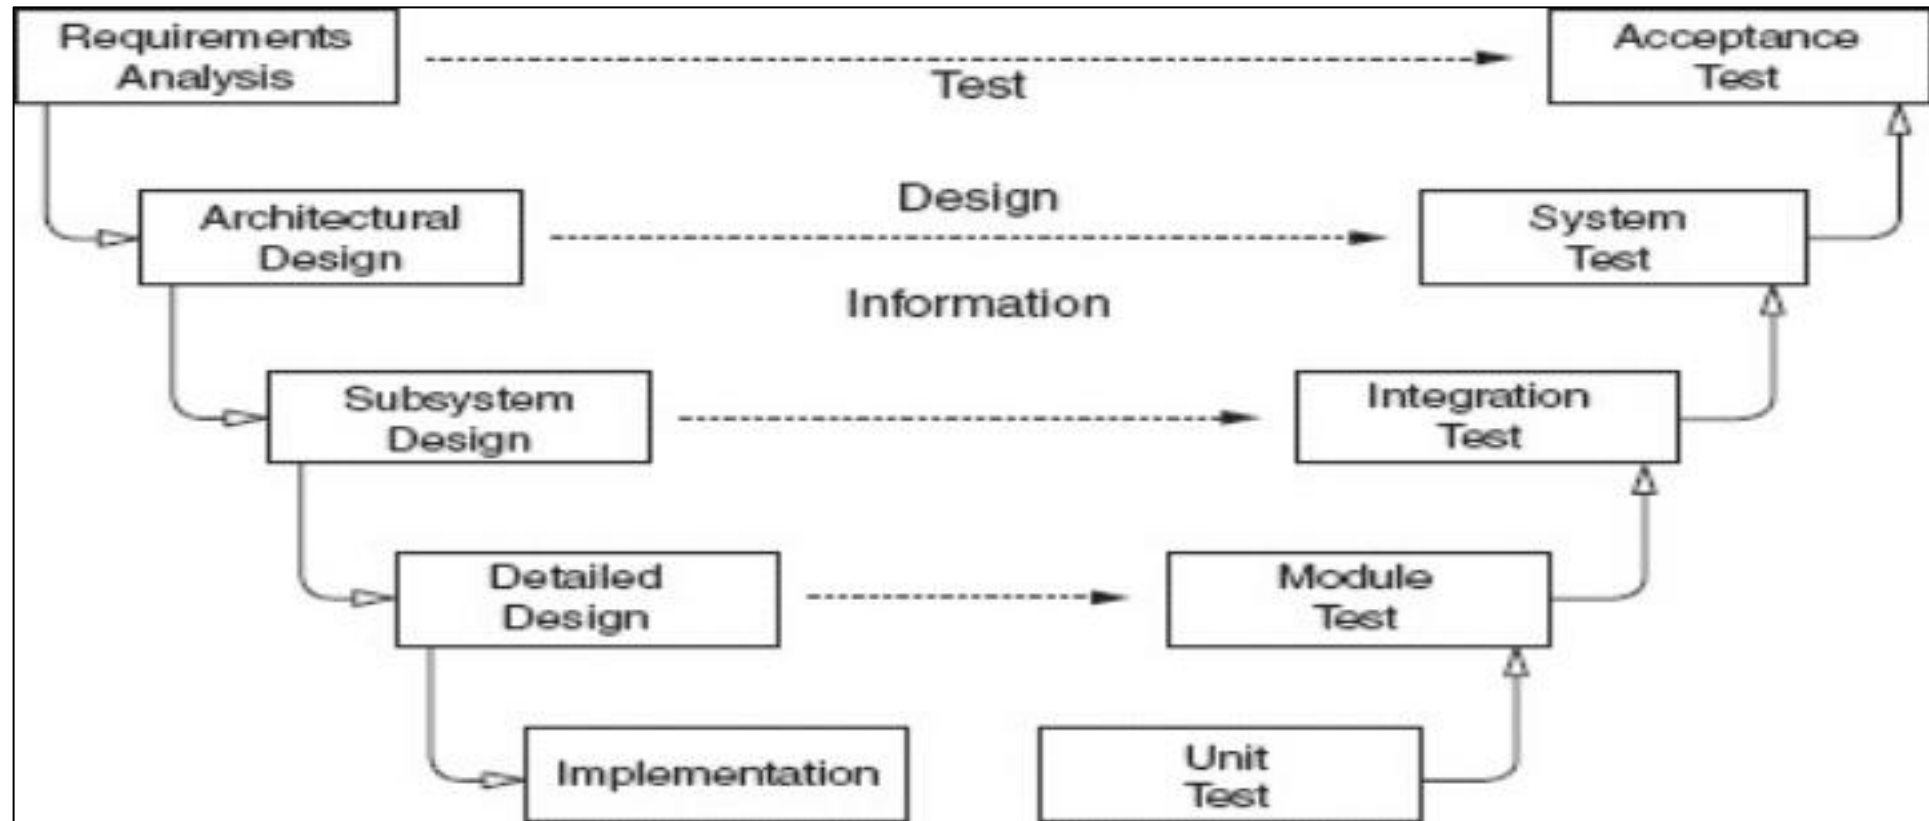 Requirements
Analysis
Acceptance
Test
Test
Architectural
Design
Design
System
Test
Information
Subsystem
Design
Integration
Test
Detailed
Design
Module
Test
Implementation
Unit
Test